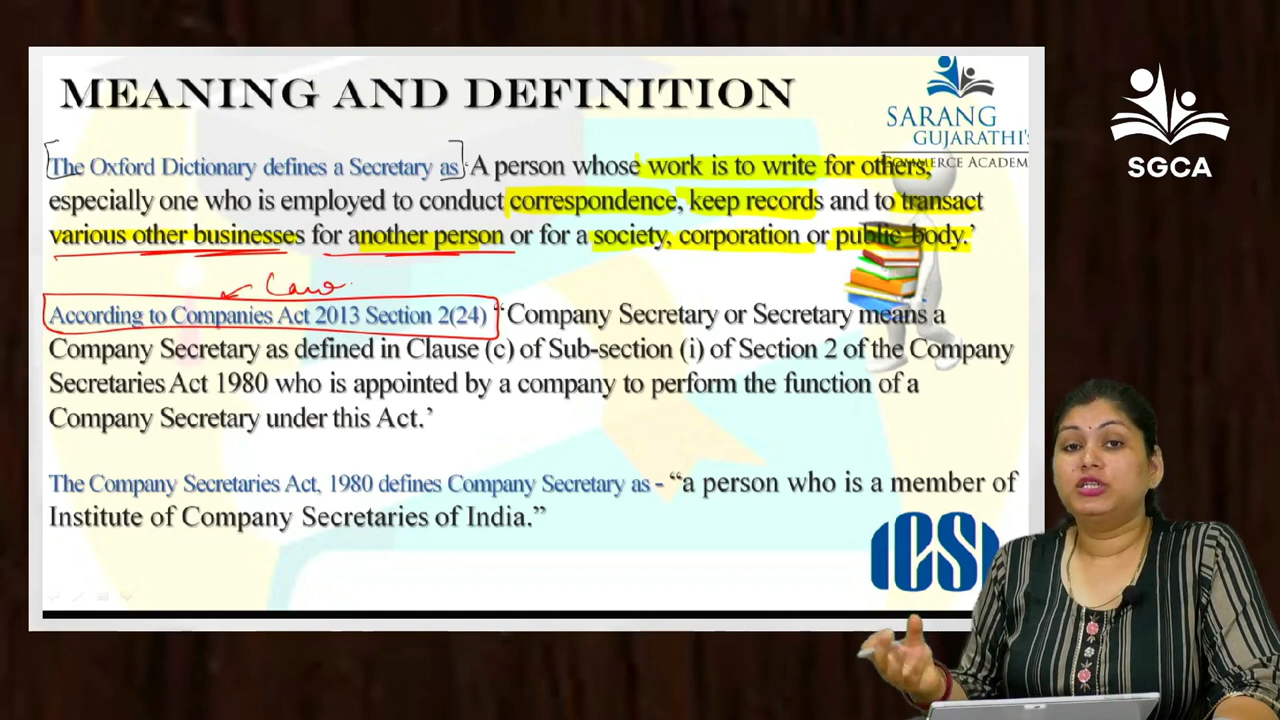 MEANING AND DEFINITION
SARANG
GUJARATHI'S
COMMERCE ACADEM
SGCA
The Oxford Dictionary defines a Secretary as 'A person whose work is to write for others,
especially one who is employed to conduct correspondence, keep records and to transact
various other businesses for another person or for a society, corporation or public body.'
Law
According to Companies Act 2013 Section 2(24) “Company Secretary or Secretary means a
Company Secretary as defined in Clause (c) of Sub-section (i) of Section 2 of the Company
Secretaries Act 1980 who is appointed by a company to perform the function of a
Company Secretary under this Act.’
The Company Secretaries Act, 1980 defines Company Secretary as - “a person who is a member of
Institute of Company Secretaries of India.”
ICSI